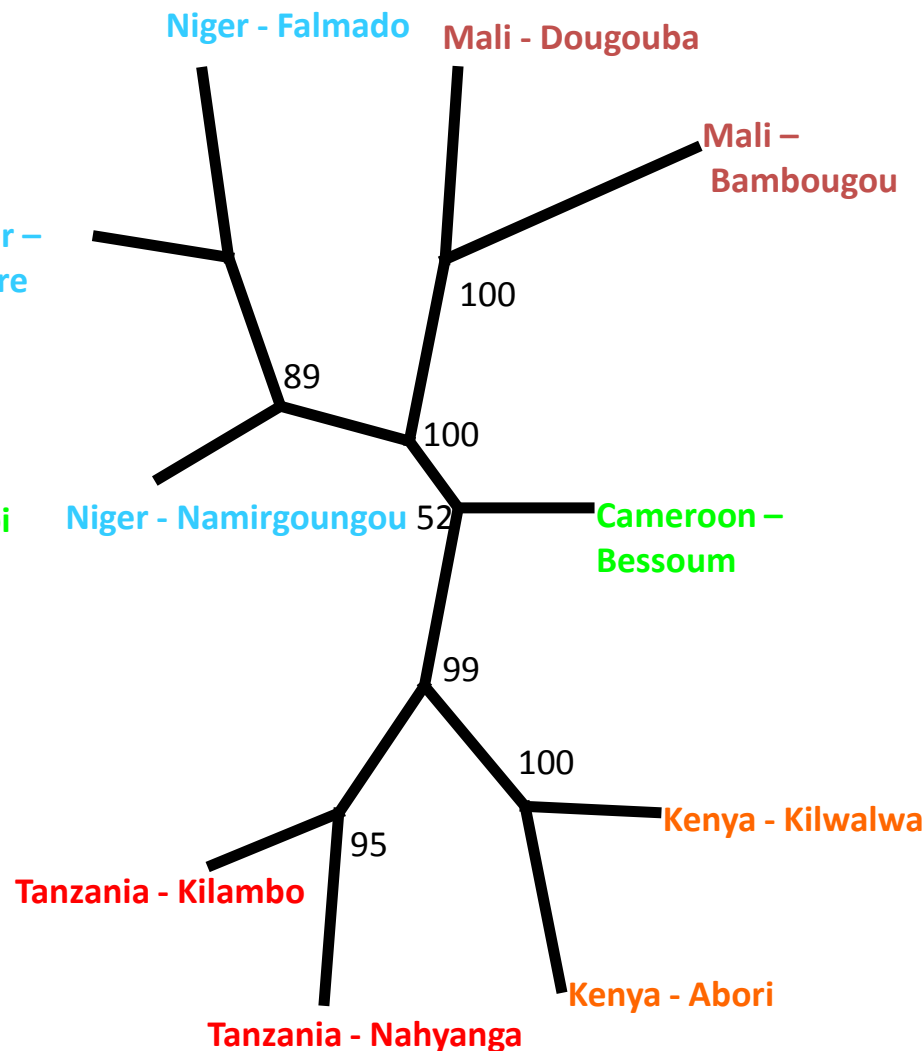 Niger - Falmado
Mali - Dougouba
Mali –
Bambougou
r –
re
100
89
100
i
Niger - Namirgoungou
52
Cameroon –
Bessoum
99
100
Kenya - Kilwalwa
95
Tanzania - Kilambo
Kenya - Abori
Tanzania - Nahyanga